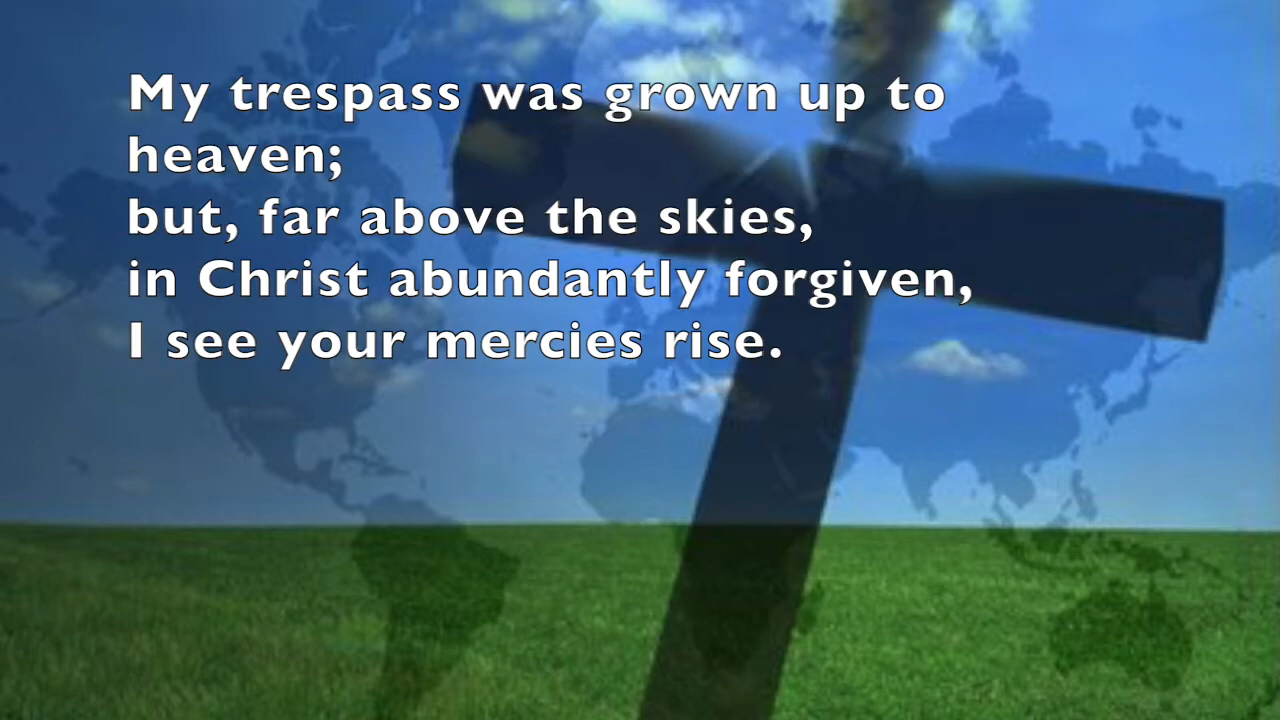 My trespass was grown up to
heaven;
but, far above the skies,
in Christ abundantly forgiven,
I see your mercies rise.